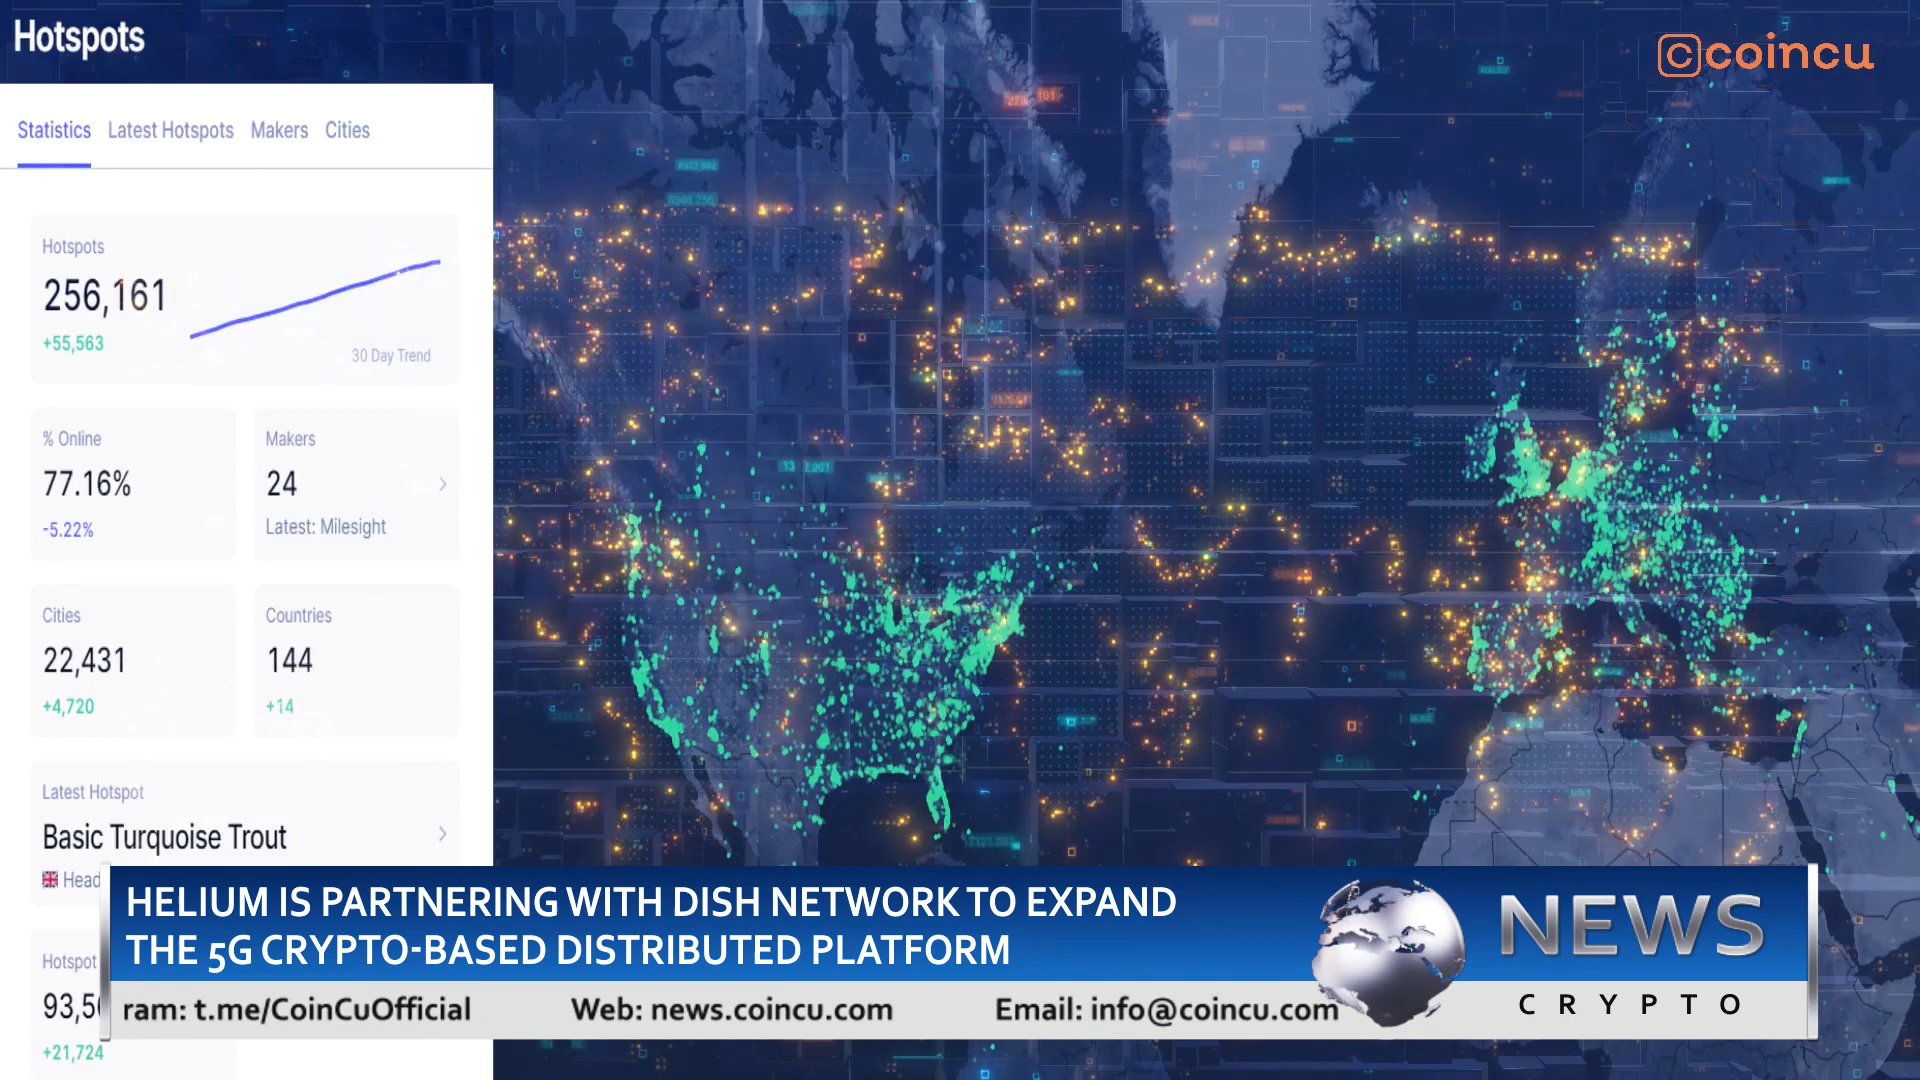 Hotspots
coincu
Statistics Latest Hotspots Makers Cities
Hotspots
256,161
+55,563
30 Day Trend
% Online
77.16%
-5.22%
Makers
24
Latest: Milesight
Cities
22,431
+4,720
Countries
144
+14
Latest Hotspot
Basic Turquoise Trout
Head
Hotspot
93,5
+21,724
HELIUM IS PARTNERING WITH DISH NETWORK TO EXPAND
THE 5G CRYPTO-BASED DISTRIBUTED PLATFORM
NEWS
CRYPTO
ram: t.me/CoinCuOfficial Web: news.coincu.com Email: info@coincu.com